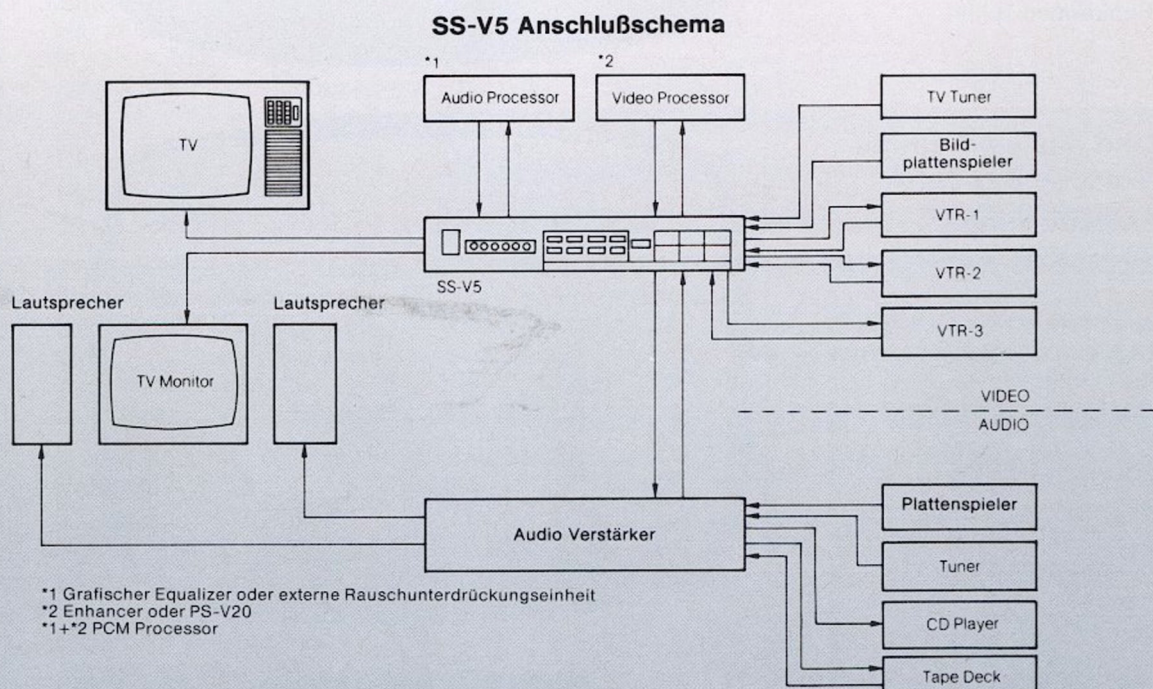 SS-V5 Anschlußschema
*1
*2
Audio Processor
Video Processor
TV Tuner
TV
Bild-
plattenspieler
VTR-1
VTR-2
SS-V5
Lautsprecher
Lautsprecher
VTR-3
TV Monitor
VIDEO
AUDIO
Plattenspieler
Audio Verstärker
Tuner
*1 Grafischer Equalizer oder externe Rauschunterdrückungseinheit
*2 Enhancer oder PS-V20
*1+*2 PCM Processor
CD Player
Tape Deck